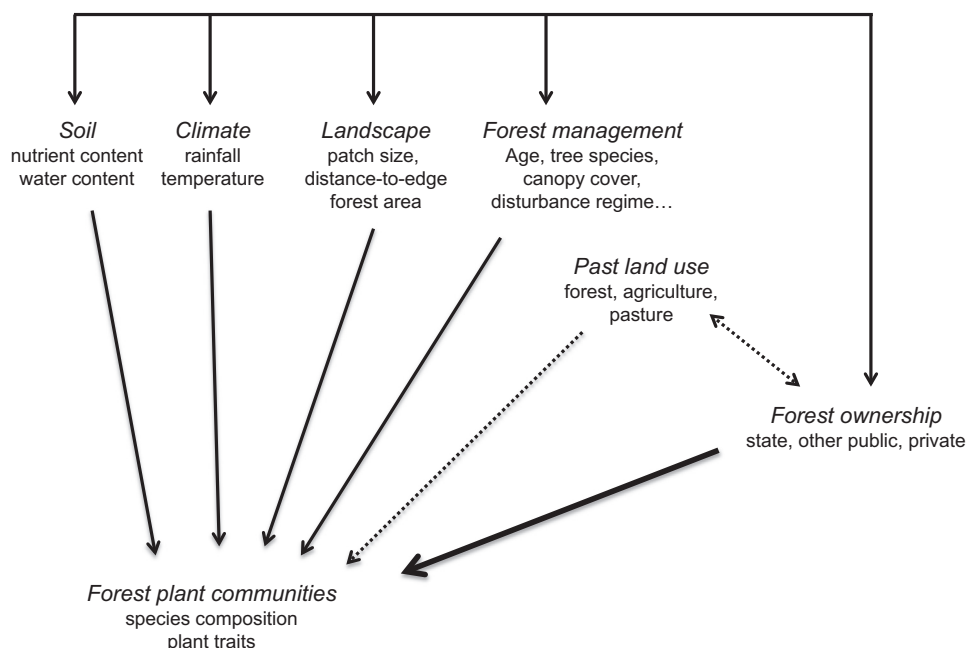 Soil
nutrient content
water content
Climate
rainfall
temperature
Landscape
patch size,
distance-to-edge
forest area
Forest management
Age, tree species,
canopy cover,
disturbance regime…
Past land use
forest, agriculture,
pasture
Forest ownership
state, other public, private
Forest plant communities
species composition
plant traits